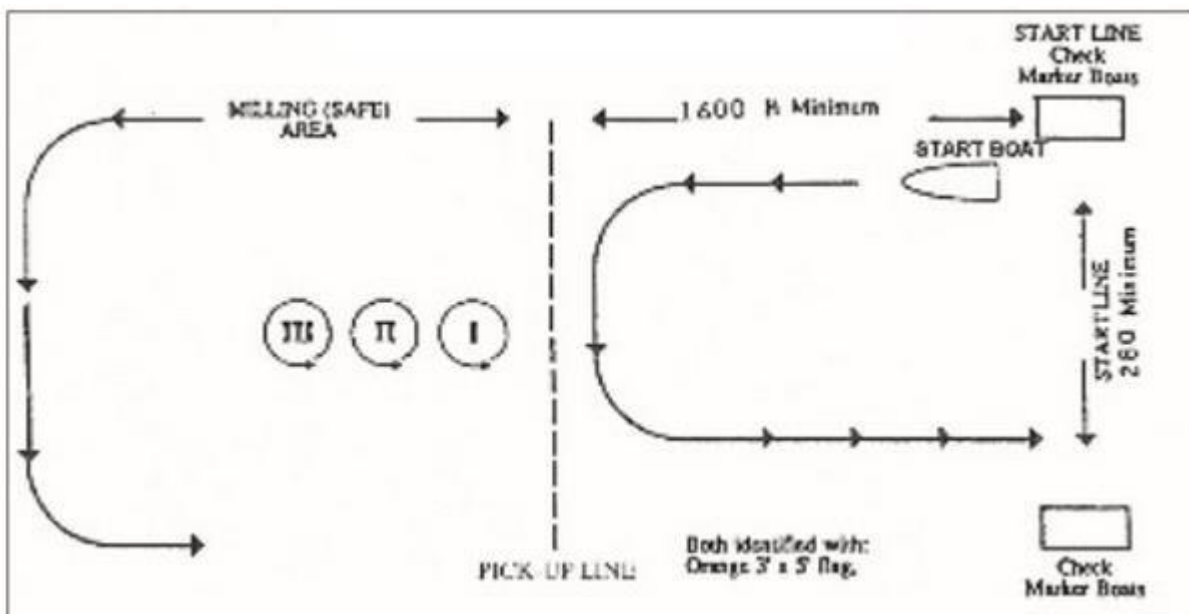 START LINE
Check
Marker Boats
MILLING (SAFE)
AREA
1600 ft Minimum
START BOAT
START LINE
280 Minimum
III
II
I
Both identified with:
Orange 3' x 5' flag.
PICK-UP LINE
Check
Marker Boats